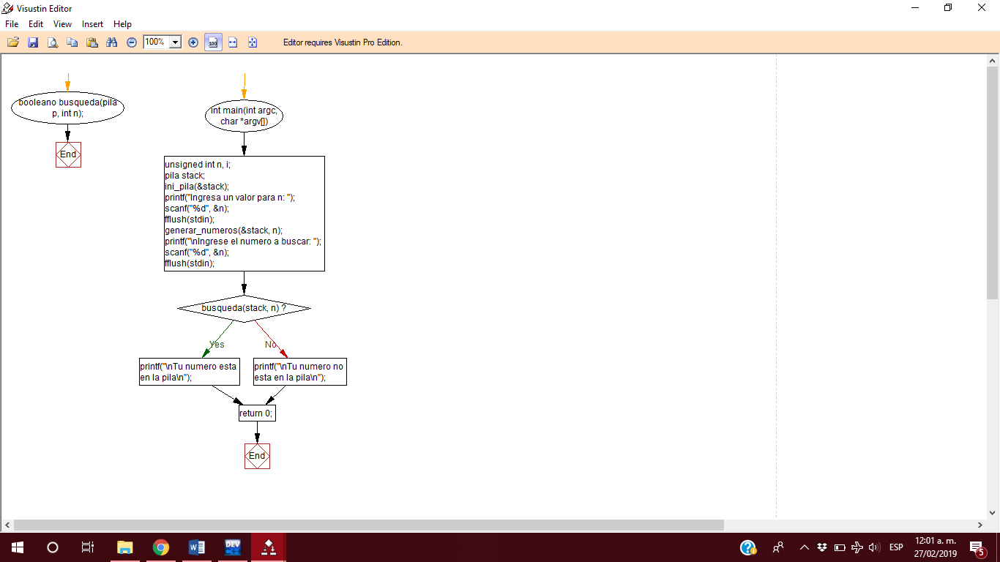 Visustin Editor
File Edit View Insert Help
100% 100 Editor requires Visustin Pro Edition.
booleano busqueda(pila
p, int n);
End
int main(int argc,
char *argv[])
unsigned int n, i;
pila stack;
ini_pila(&stack);
printf("Ingresa un valor para n: ");
scanf("%d", &n);
fflush(stdin);
generar_numeros(&stack, n);
printf("\nIngrese el numero a buscar: ");
scanf("%d", &n);
fflush(stdin);
busqueda(stack, n) ?
Yes
No
printf("\nTu numero esta
en la pila\n");
printf("\nTu numero no
esta en la pila\n");
return 0;
End
DEV
ESP
12:01 a. m.
27/02/2019
5